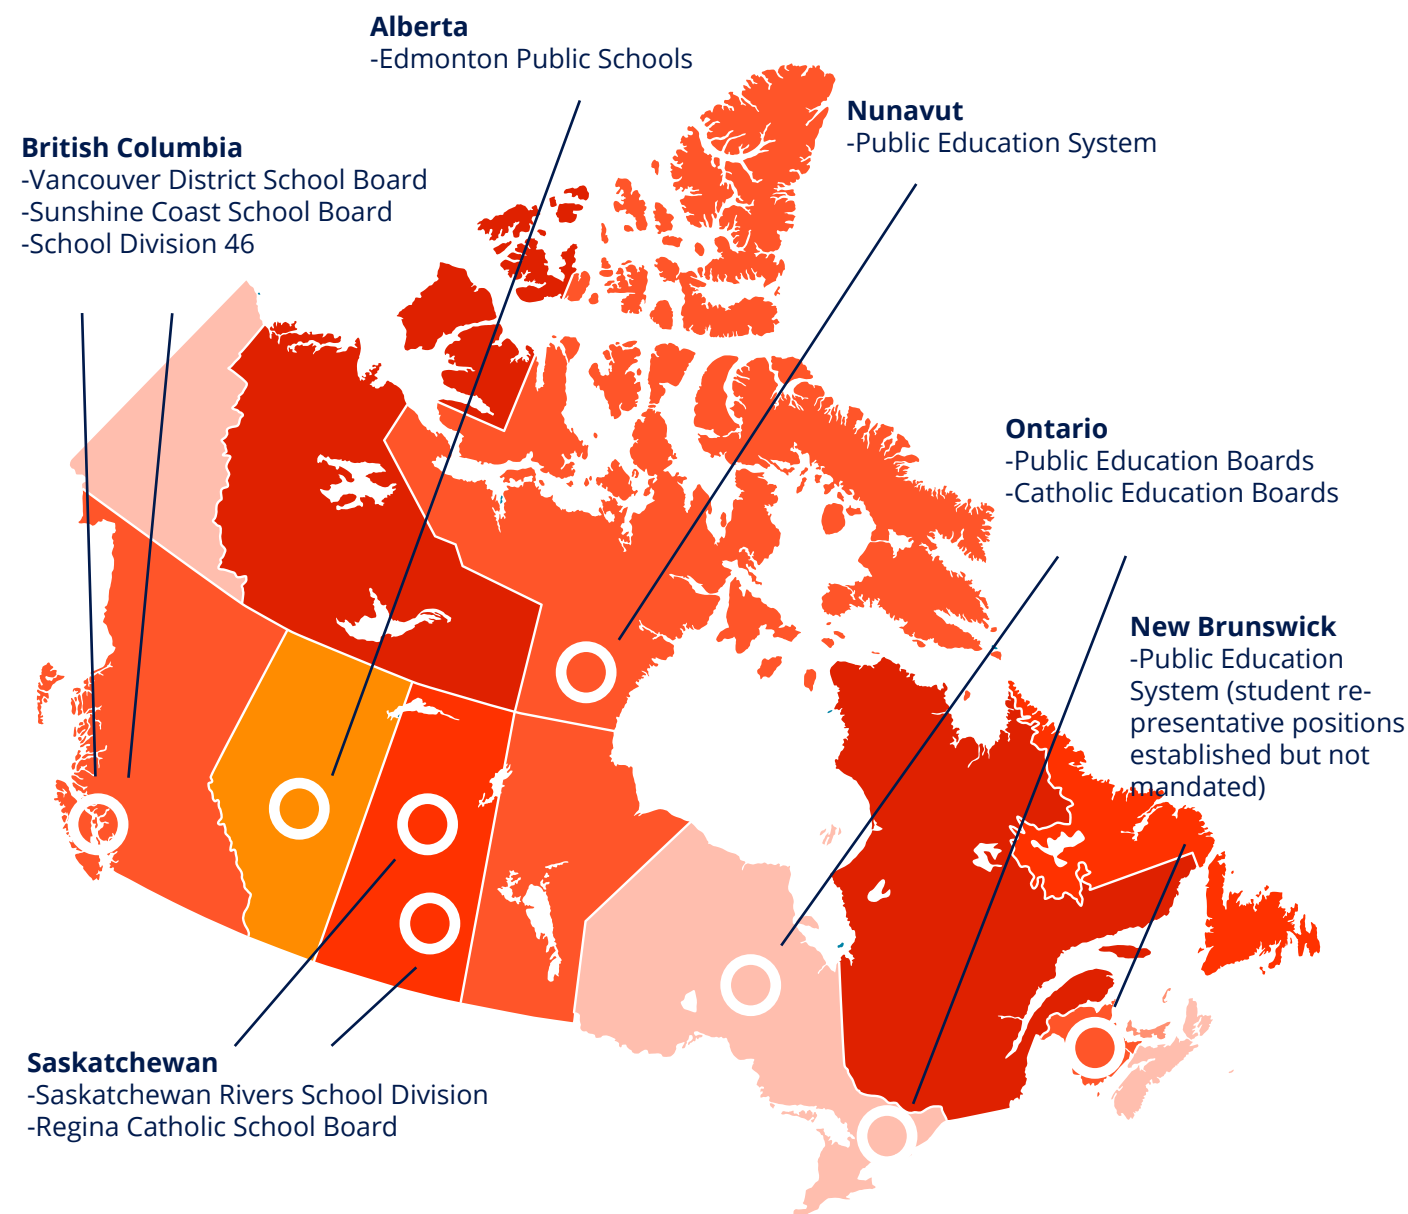 Alberta
-Edmonton Public Schools
Nunavut
-Public Education System
British Columbia
-Vancouver District School Board
-Sunshine Coast School Board
-School Division 46
Ontario
-Public Education Boards
-Catholic Education Boards
New Brunswick
-Public Education
System (student re-
presentative positions
established but not
mandated)
Saskatchewan
-Saskatchewan Rivers School Division
-Regina Catholic School Board